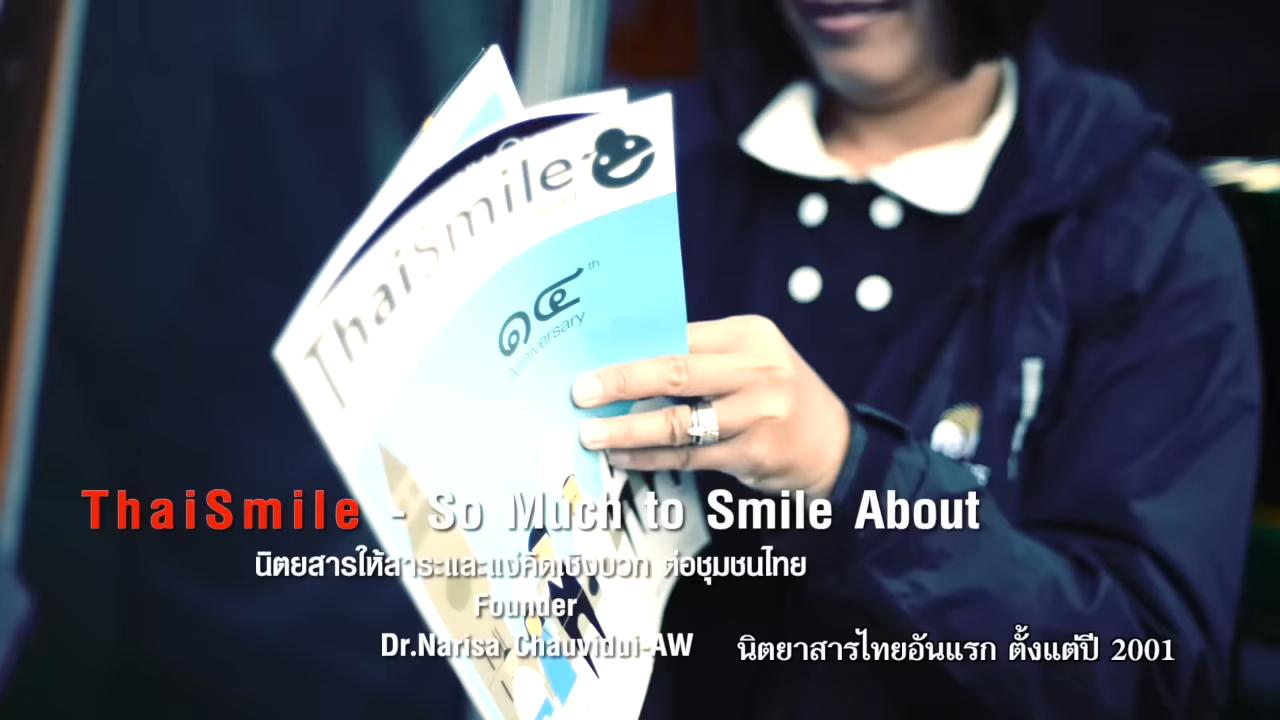 ThaiSmile
๑๔th
Anniversary
ThaiSmile - So Much to Smile About
นิตยสารให้สาระและแง่คิดเชิงบวก ต่อชุมชนไทย
Founder
Dr.Narisa Chauvidul-AW
นิตยาสารไทยอันแรก ตั้งแต่ปี 2001